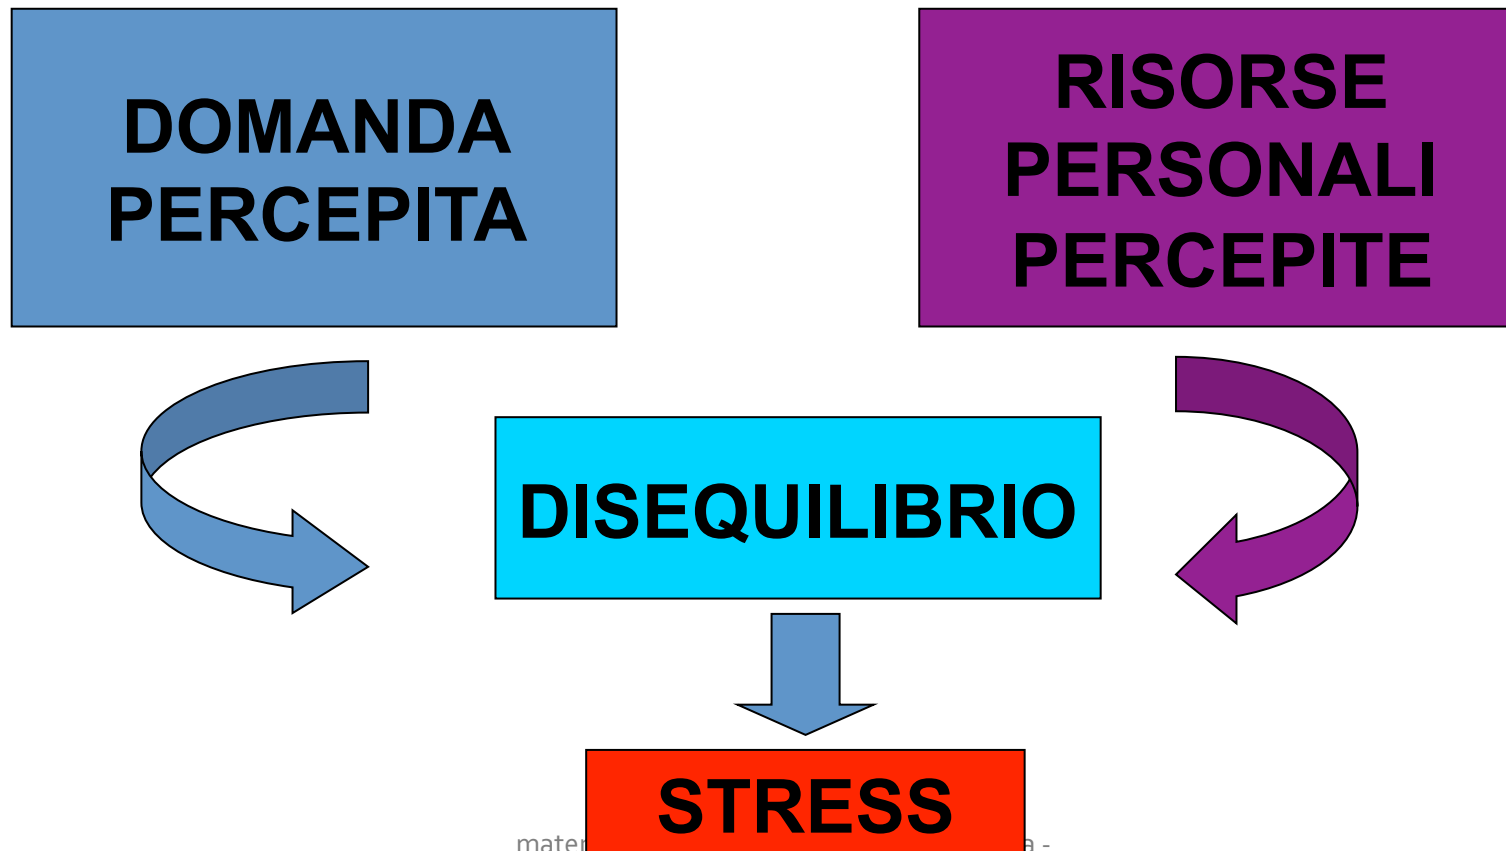 DOMANDA
PERCEPITA
RISORSE
PERSONALI
PERCEPITE
DISEQUILIBRIO
STRESS